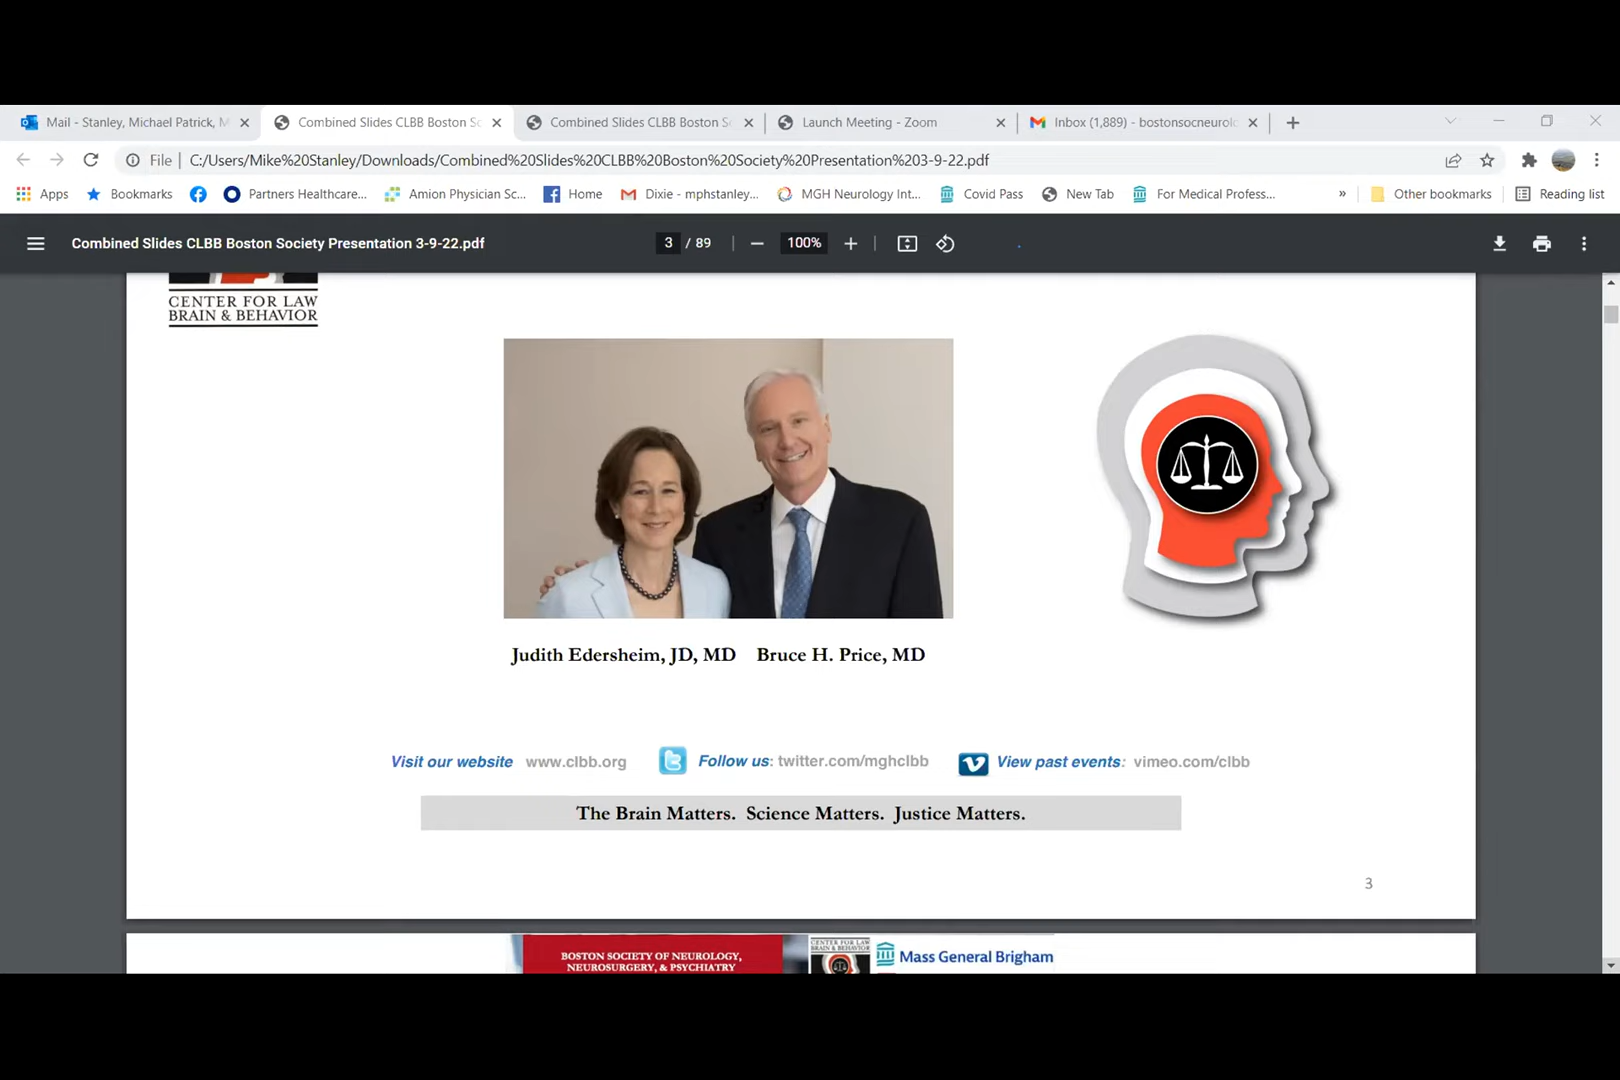 Mail - Stanley, Michael Patrick, M
Combined Slides CLBB Boston Sc
Combined Slides CLBB Boston S
Launch Meeting - Zoom
Inbox (1,889) - bostonsocneurol
File
C:/Users/Mike%20Stanley/Downloads/Combined%20Slides%20CLBB%20Boston%20Society%20Presentation%203-9-22.pdf
Apps
Bookmarks
Partners Healthcare...
Amion Physician Sc...
Home
Dixie - mphstanley...
MGH Neurology Int...
Covid Pass
New Tab
For Medical Profess...
»
Other bookmarks
Reading list
Combined Slides CLBB Boston Society Presentation 3-9-22.pdf
3 / 89
100%
CENTER FOR LAW
BRAIN & BEHAVIOR
Judith Edersheim, JD, MD Bruce H. Price, MD
Visit our website www.clbb.org Follow us: twitter.com/mghclbb View past events: vimeo.com/clbb
The Brain Matters. Science Matters. Justice Matters.
3
BOSTON SOCIETY OF NEUROLOGY,
NEUROSURGERY, & PSYCHIATRY
CENTER FOR LAW
BRAIN & BEHAVIOR
Mass General Brigham